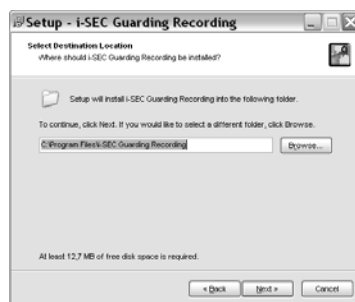 Setup - i-SEC Guarding Recording
Select Destination Location
Where should i-SEC Guarding Recording be installed?
Setup will install i-SEC Guarding Recording into the following folder.
To continue, click Next. If you would like to select a different folder, click Browse.
C:\Program Files\i-SEC Guarding Recording
Browse...
At least 12,7 MB of free disk space is required.
< Back
Next >
Cancel